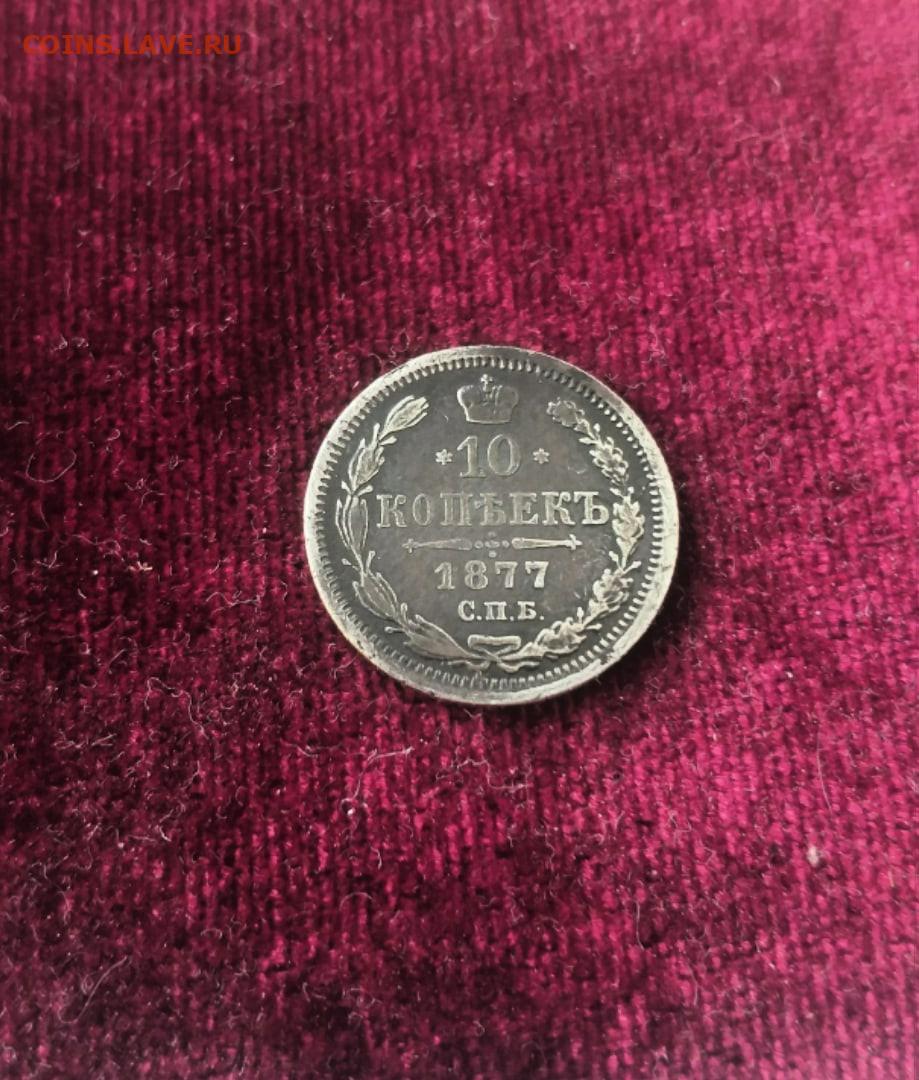 COINS.LAVE.RU
*10*
КОПѢЕКЪ
1877
С.П.Б.